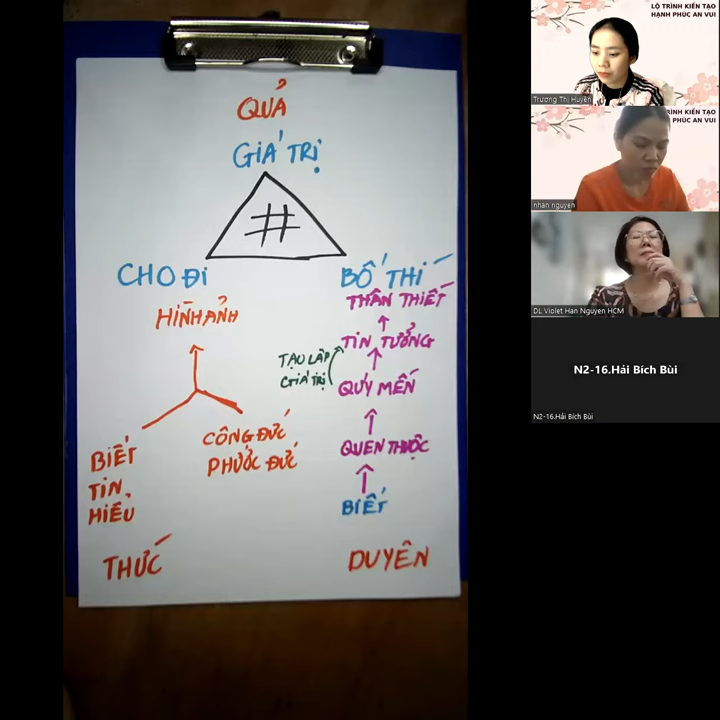 QUẢ
GIÁ TRỊ
#
CHO ĐI
BỐ THÍ
HÌNH ẢNH
THÂN THIẾT
TIN TƯỞNG
TẠO LẬP
GIÁ TRỊ
QUÝ MẾN
CÔNG ĐỨC
PHƯỚC ĐỨC
QUEN THUỘC
BIẾT
TIN
HIỂU
BIẾT
THỨC
DUYÊN
LỘ TRÌNH KIẾN TẠO
HẠNH PHÚC AN VUI
Trương Thị Huyền
RÌNH KIẾN TẠO
PHÚC AN VUI
nhàn nguyen
DL Violet Han Nguyen HCM
N2-16.Hải Bích Bùi
N2-16.Hải Bích Bùi